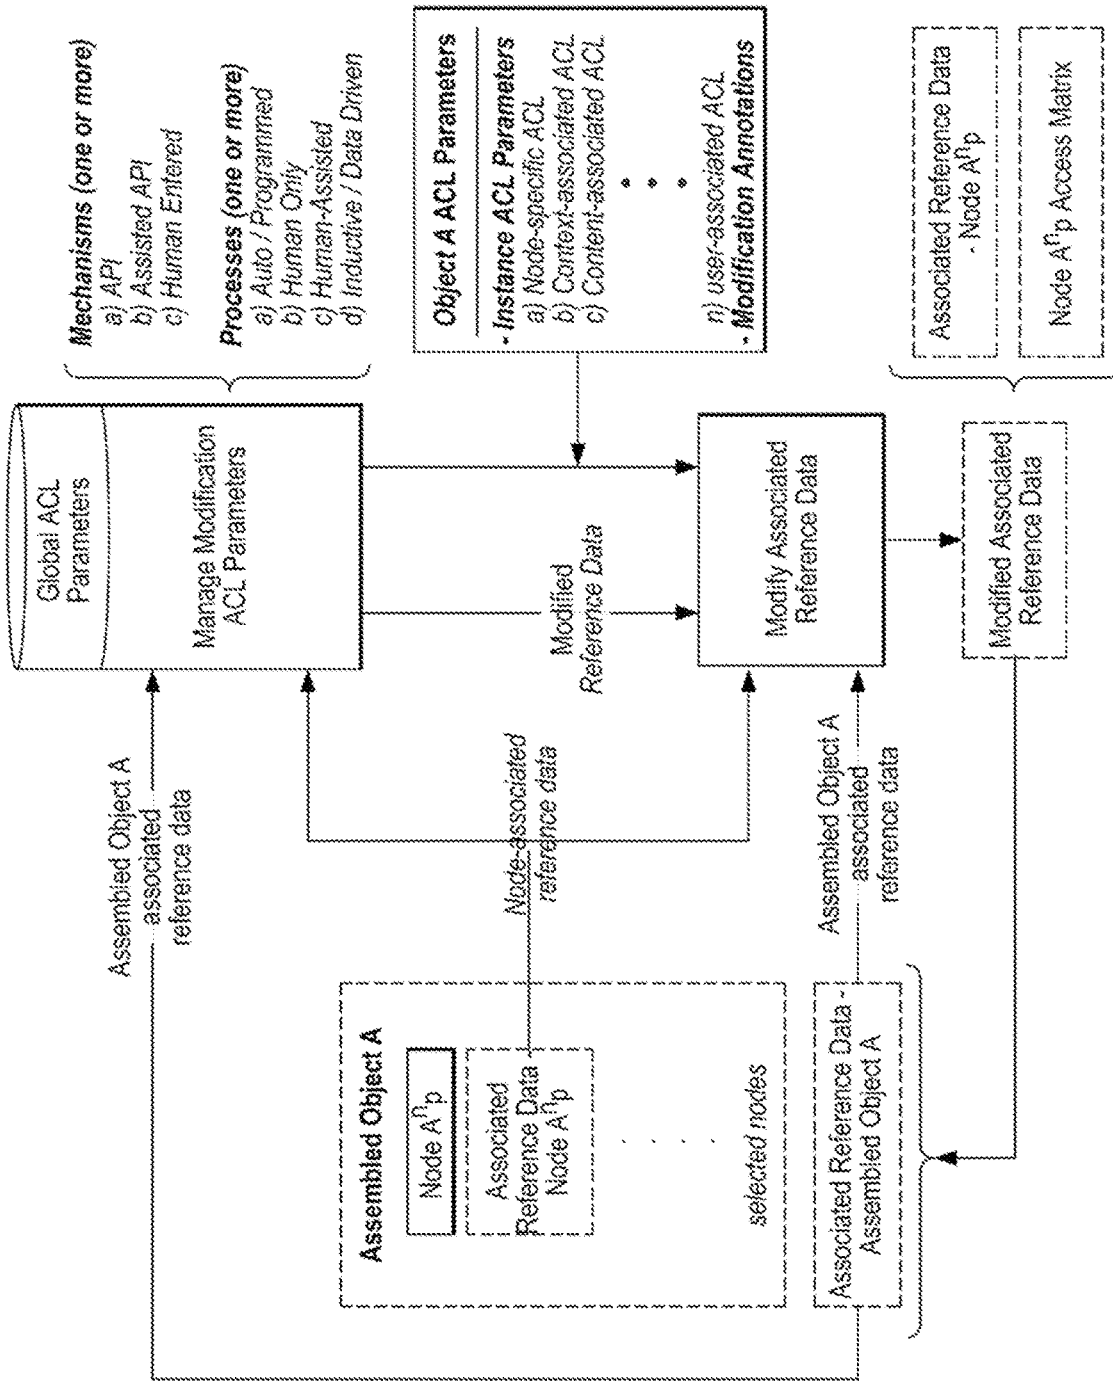 Global ACL
Parameters
Manage Modification
ACL Parameters
Mechanisms (one or more)
a) API
b) Assisted API
c) Human Entered
Processes (one or more)
a) Auto / Programmed
b) Human Only
c) Human-Assisted
d) Inductive / Data Driven
Assembled Object A
associated
reference data
Assembled Object A
Node Aⁿp
Associated
Reference Data
Node Aⁿp
selected nodes
Node-associated
reference data
Modified
Reference Data
Object A ACL Parameters
- Instance ACL Parameters
a) Node-specific ACL
b) Context-associated ACL
c) Content-associated ACL
n) user-associated ACL
- Modification Annotations
Associated Reference Data -
Assembled Object A
Assembled Object A
associated
reference data
Modify Associated
Reference Data
Modified Associated
Reference Data
Associated Reference Data
- Node Aⁿp
Node Aⁿp Access Matrix